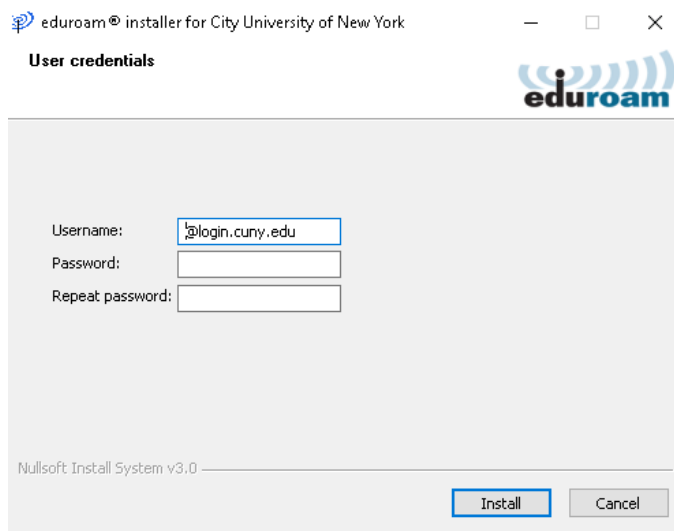 eduroam® installer for City University of New York
User credentials
eduroam
Username:
@login.cuny.edu
Password:
Repeat password:
Nullsoft Install System v3.0
Install
Cancel